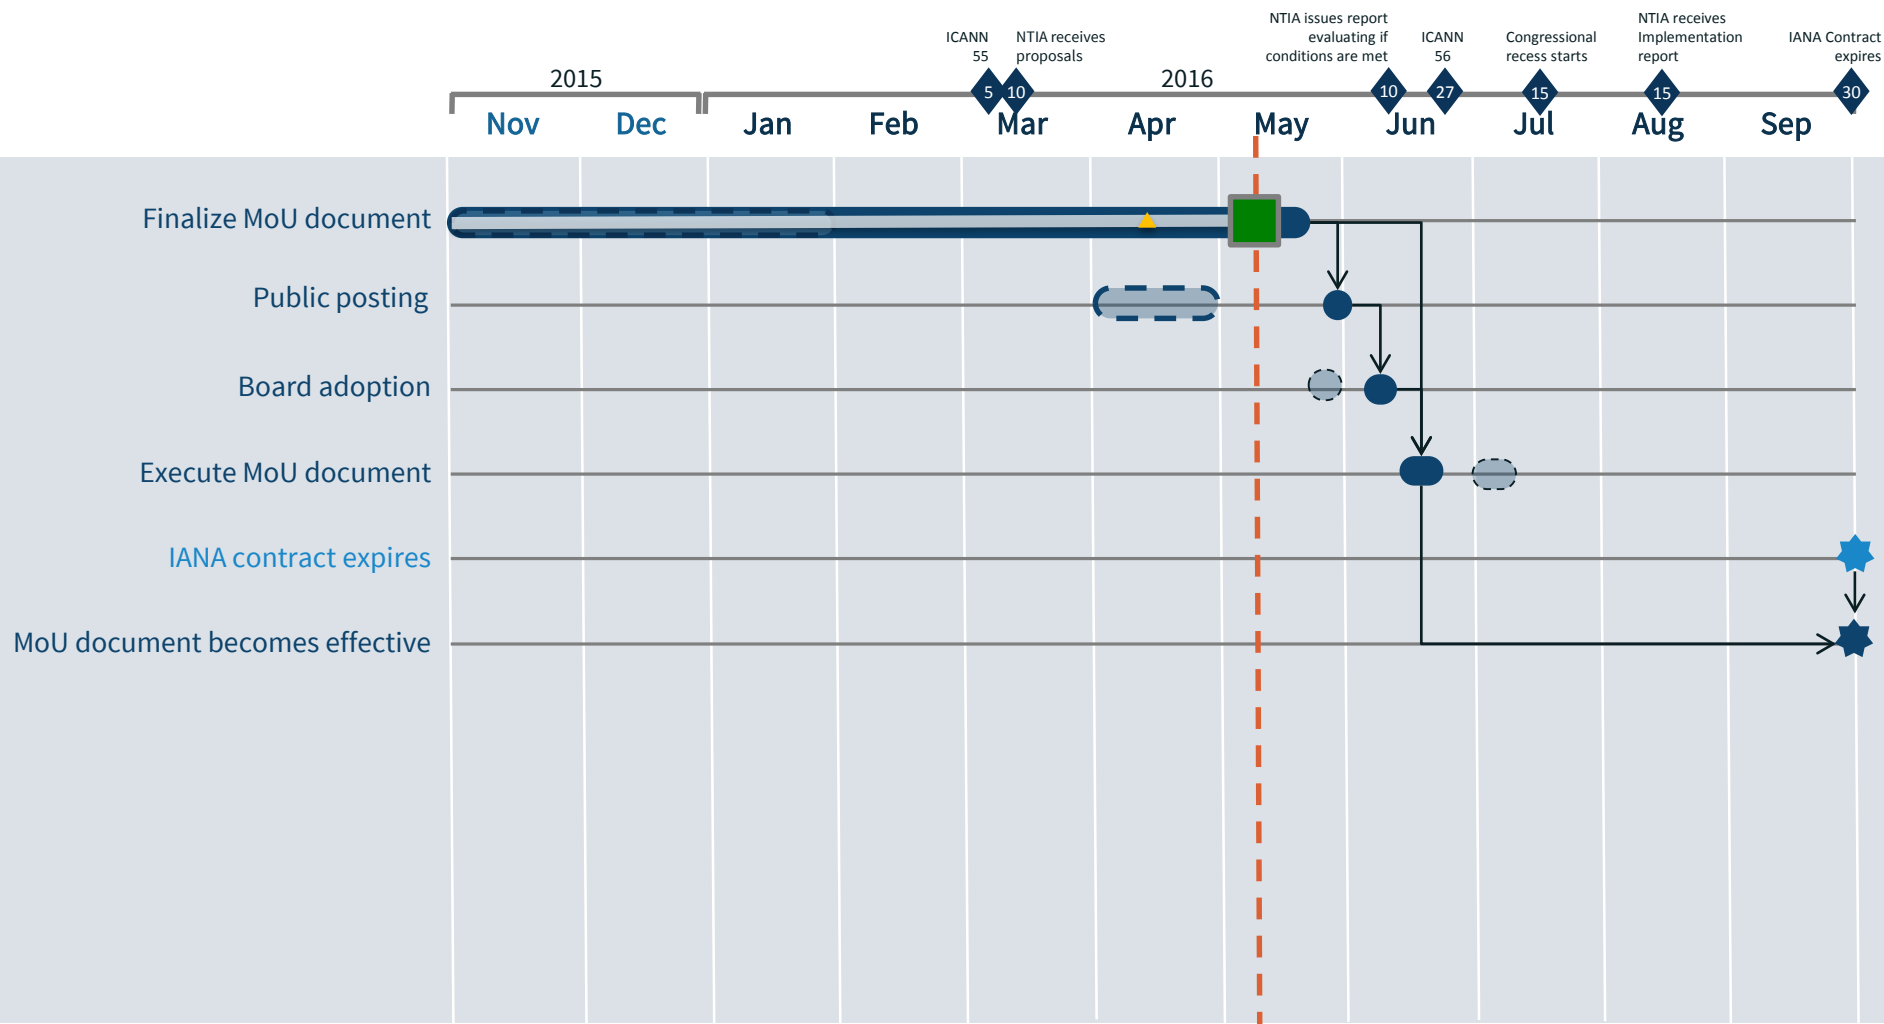 NTIA issues report
evaluating if
conditions are met
NTIA receives
Implementation
report
ICANN
55
NTIA receives
proposals
ICANN
56
Congressional
recess starts
IANA Contract
expires
2015
2016
5
10
10
27
15
15
30
Nov
Dec
Jan
Feb
Mar
Apr
May
Jun
Jul
Aug
Sep
Finalize MoU document
Public posting
Board adoption
Execute MoU document
IANA contract expires
MoU document becomes effective